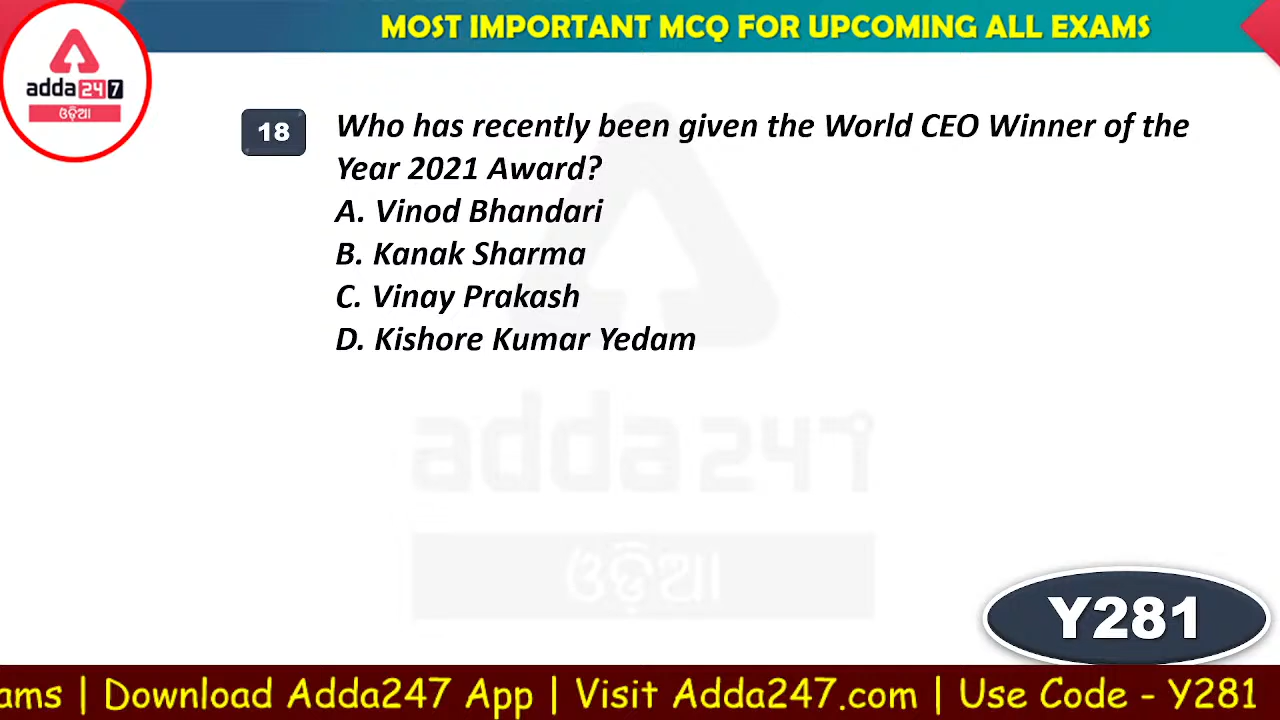 MOST IMPORTANT MCQ FOR UPCOMING ALL EXAMS
adda247
ଓଡ଼ିଆ
18
Who has recently been given the World CEO Winner of the
Year 2021 Award?
A. Vinod Bhandari
B. Kanak Sharma
C. Vinay Prakash
D. Kishore Kumar Yedam
adda247
ଓଡ଼ିଆ
Y281
ams | Download Adda247 App | Visit Adda247.com | Use Code - Y281